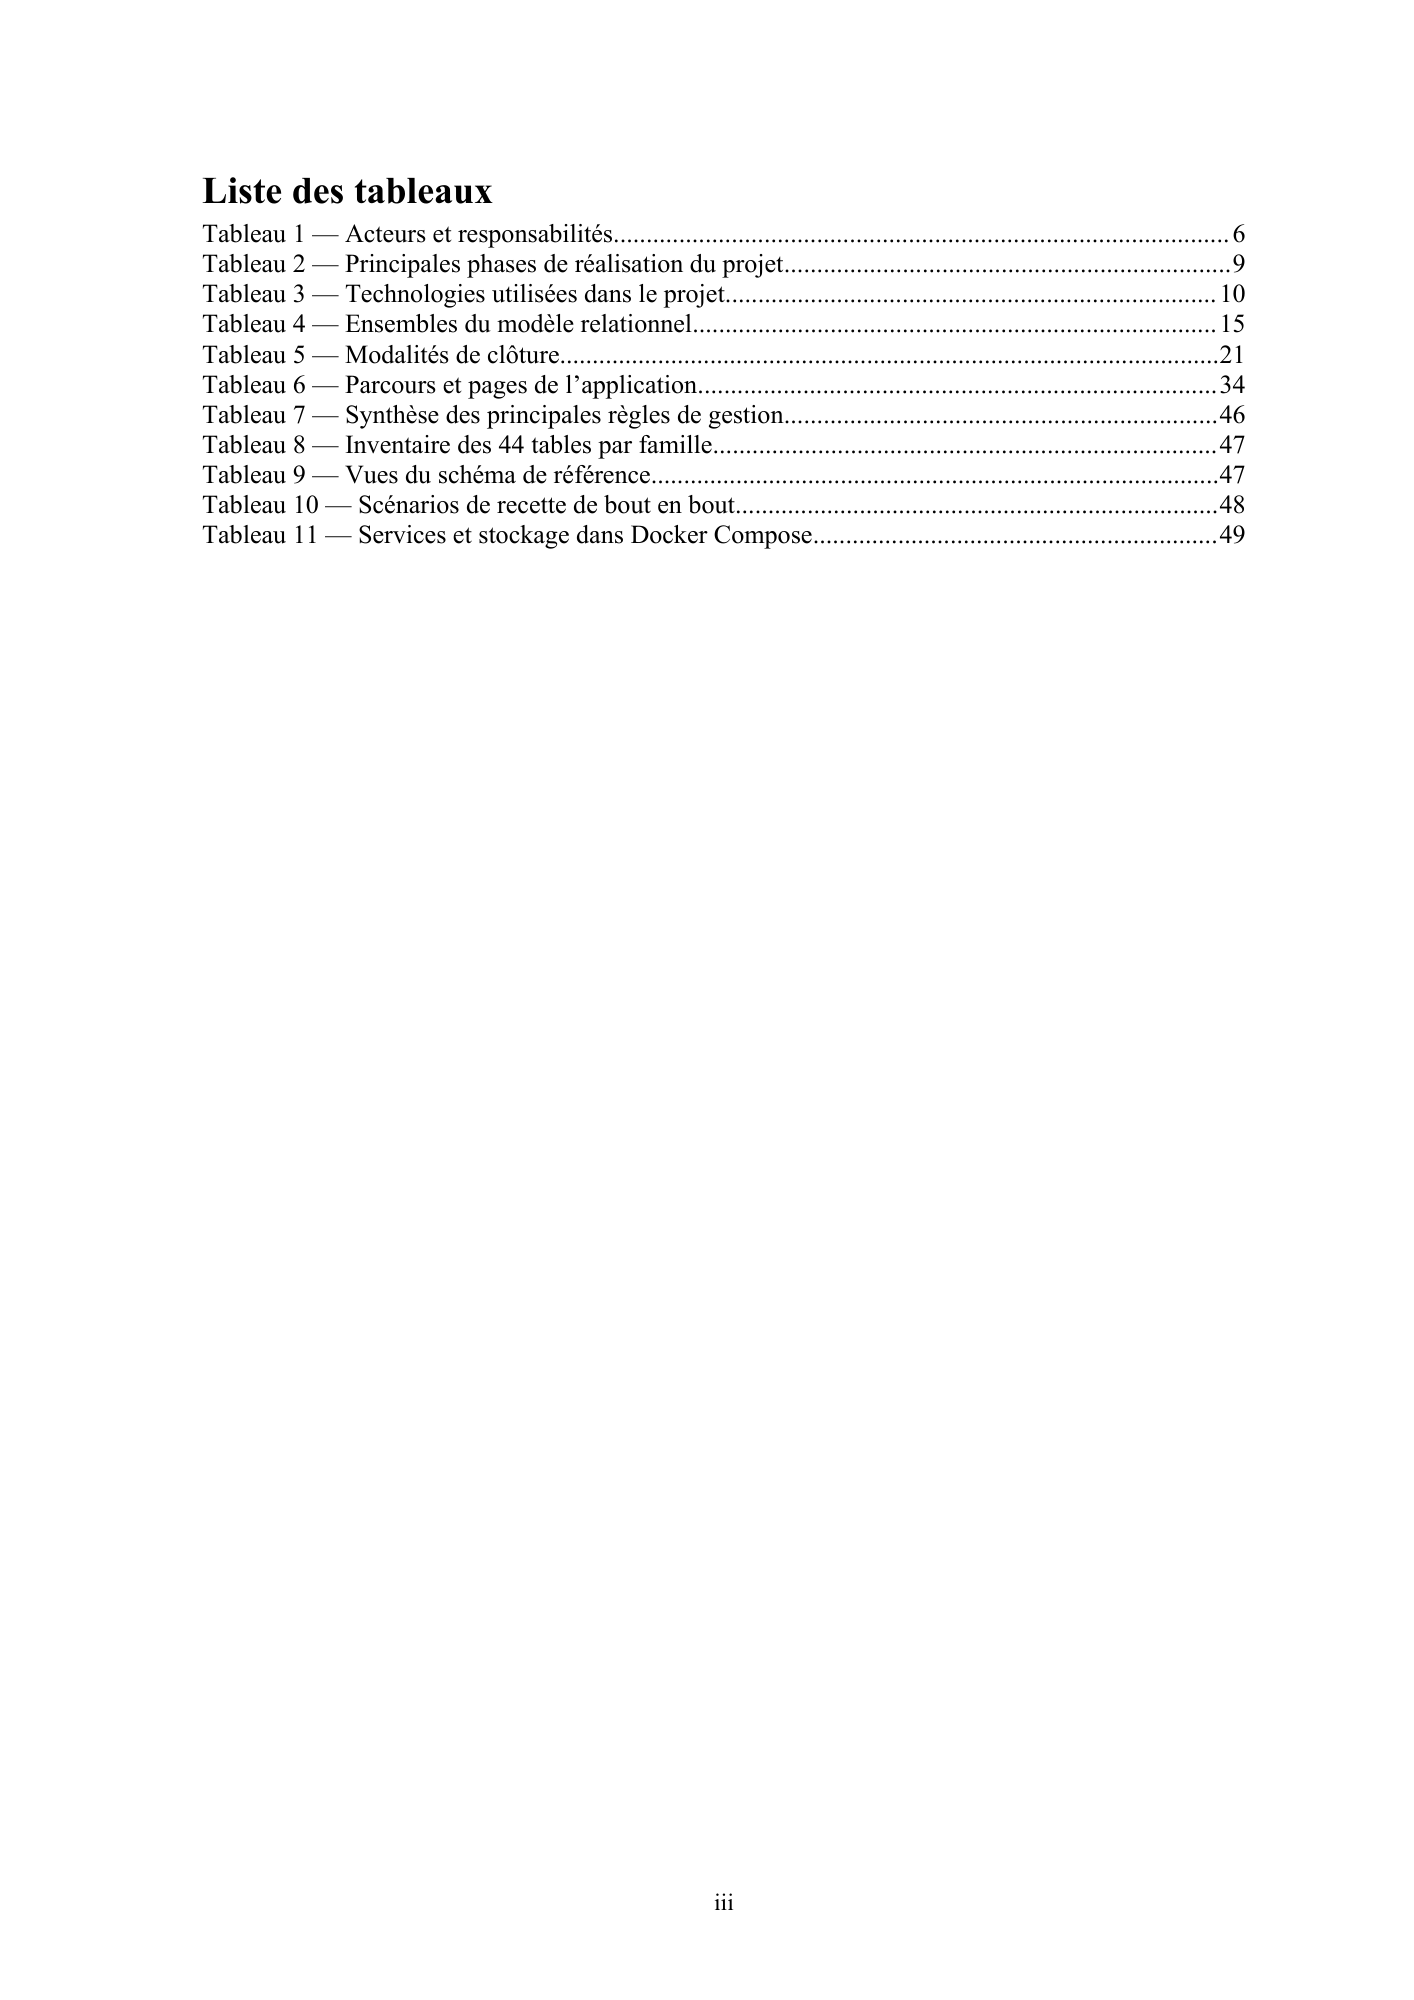 Liste des tableaux
Tableau 1 — Acteurs et responsabilités.....6
Tableau 2 — Principales phases de réalisation du projet.....9
Tableau 3 — Technologies utilisées dans le projet.....10
Tableau 4 — Ensembles du modèle relationnel.....15
Tableau 5 — Modalités de clôture.....21
Tableau 6 — Parcours et pages de l’application.....34
Tableau 7 — Synthèse des principales règles de gestion.....46
Tableau 8 — Inventaire des 44 tables par famille.....47
Tableau 9 — Vues du schéma de référence.....47
Tableau 10 — Scénarios de recette de bout en bout.....48
Tableau 11 — Services et stockage dans Docker Compose.....49
iii